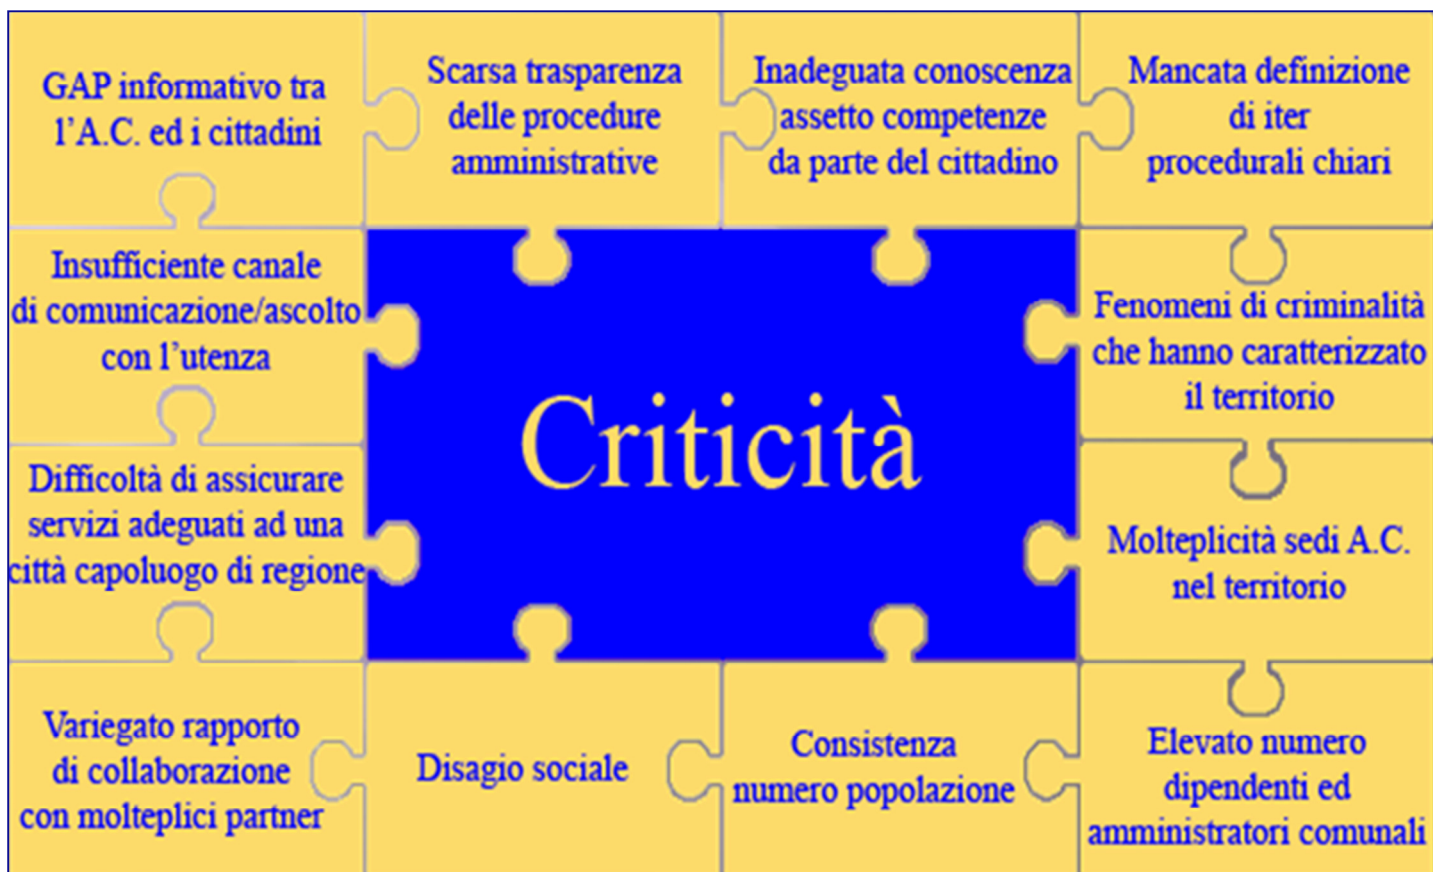 GAP informativo tra
l'A.C. ed i cittadini
Scarsa trasparenza
delle procedure
amministrative
Inadeguata conoscenza
assetto competenze
da parte del cittadino
Mancata definizione
di iter
procedurali chiari
Insufficiente canale
di comunicazione/ascolto
con l'utenza
Fenomeni di criminalità
che hanno caratterizzato
il territorio
Criticità
Difficoltà di assicurare
servizi adeguati ad una
città capoluogo di regione
Molteplicità sedi A.C.
nel territorio
Variegato rapporto
di collaborazione
con molteplici partner
Disagio sociale
Consistenza
numero popolazione
Elevato numero
dipendenti ed
amministratori comunali